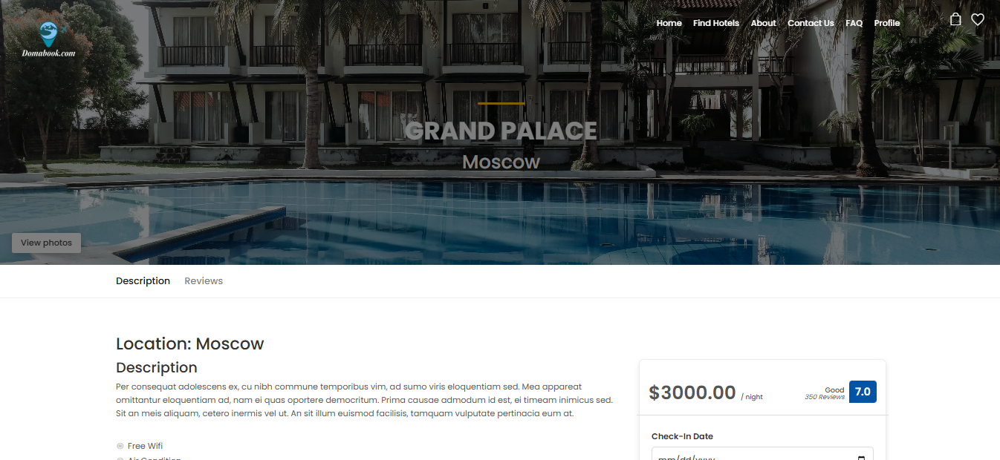 Domabook.com
Home Find Hotels About Contact Us FAQ Profile
GRAND PALACE
Moscow
View photos
Description Reviews
Location: Moscow
Description
Per consequat adolescens ex, cu nibh commune temporibus vim, ad sumo viris eloquentiam sed. Mea appareat
omittantur eloquentiam ad, nam ei quas oportere democritum. Prima causae admodum id est, ei timeam inimicus sed.
Sit an meis aliquam, cetero inermis vel ut. An sit illum euismod facilisis, tamquam vulputate pertinacia eum at.
Free Wifi
Air Condition
$3000.00 / night
Good
350 Reviews
7.0
Check-In Date
mm/dd/yyyy